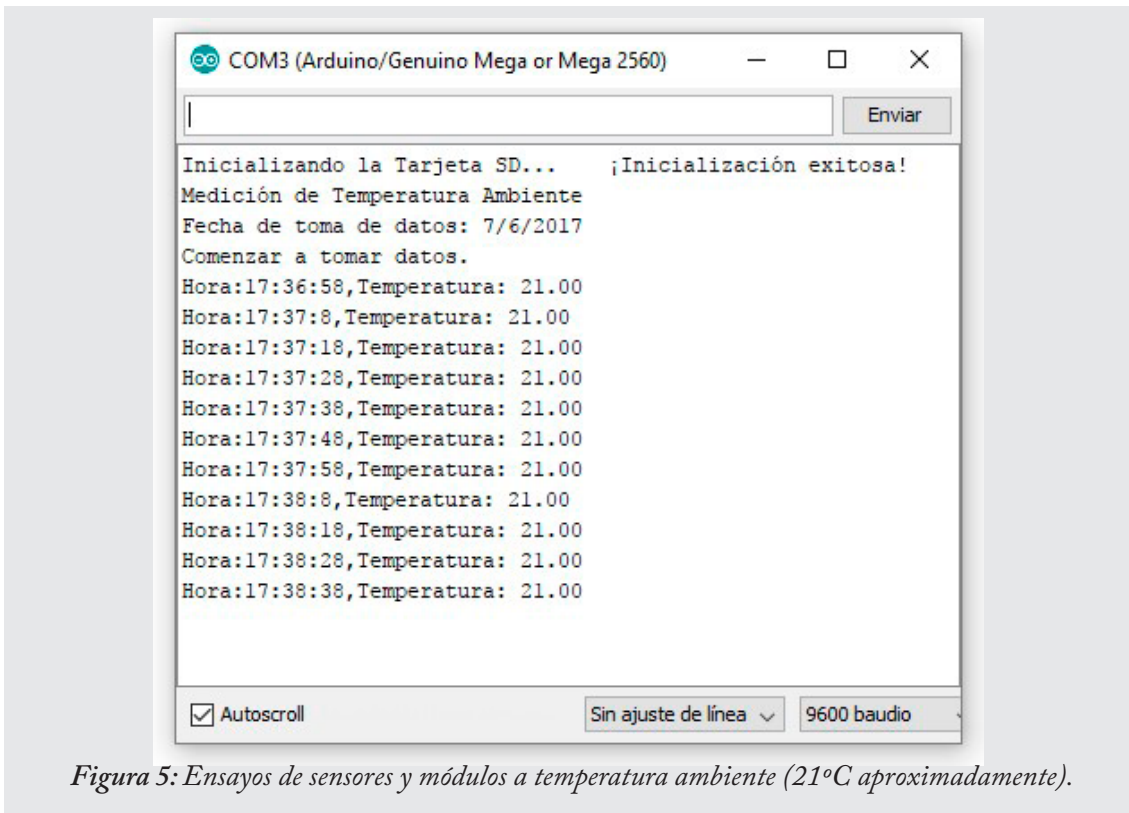 COM3 (Arduino/Genuino Mega or Mega 2560)
Enviar
Inicializando la Tarjeta SD... ¡Inicialización exitosa!
Medición de Temperatura Ambiente
Fecha de toma de datos: 7/6/2017
Comenzar a tomar datos.
Hora:17:36:58,Temperatura: 21.00
Hora:17:37:8,Temperatura: 21.00
Hora:17:37:18,Temperatura: 21.00
Hora:17:37:28,Temperatura: 21.00
Hora:17:37:38,Temperatura: 21.00
Hora:17:37:48,Temperatura: 21.00
Hora:17:37:58,Temperatura: 21.00
Hora:17:38:8,Temperatura: 21.00
Hora:17:38:18,Temperatura: 21.00
Hora:17:38:28,Temperatura: 21.00
Hora:17:38:38,Temperatura: 21.00
Autoscroll Sin ajuste de línea 9600 baudio
Figura 5: Ensayos de sensores y módulos a temperatura ambiente (21ºC aproximadamente).